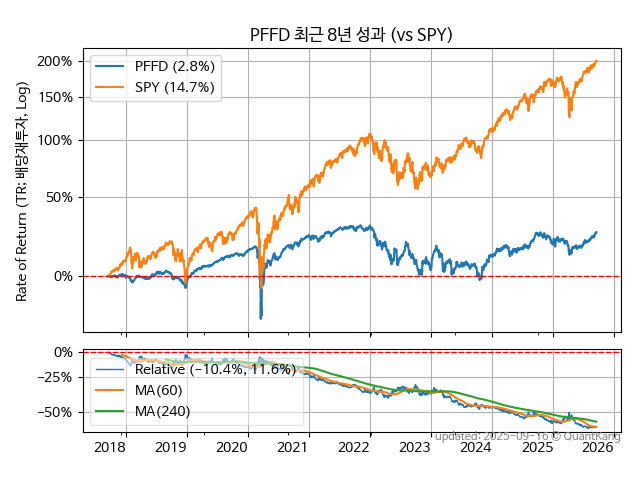 PFFD 최근 8년 성과 (vs SPY)
Rate of Return (TR: 배당재투자, Log)
200%
150%
100%
50%
0%
PFFD (2.8%)
SPY (14.7%)
0%
−25%
−50%
Relative (−10.4%, 11.6%)
MA(60)
MA(240)
updated: 2025-09-16 © QuantKang
2018 2019 2020 2021 2022 2023 2024 2025 2026